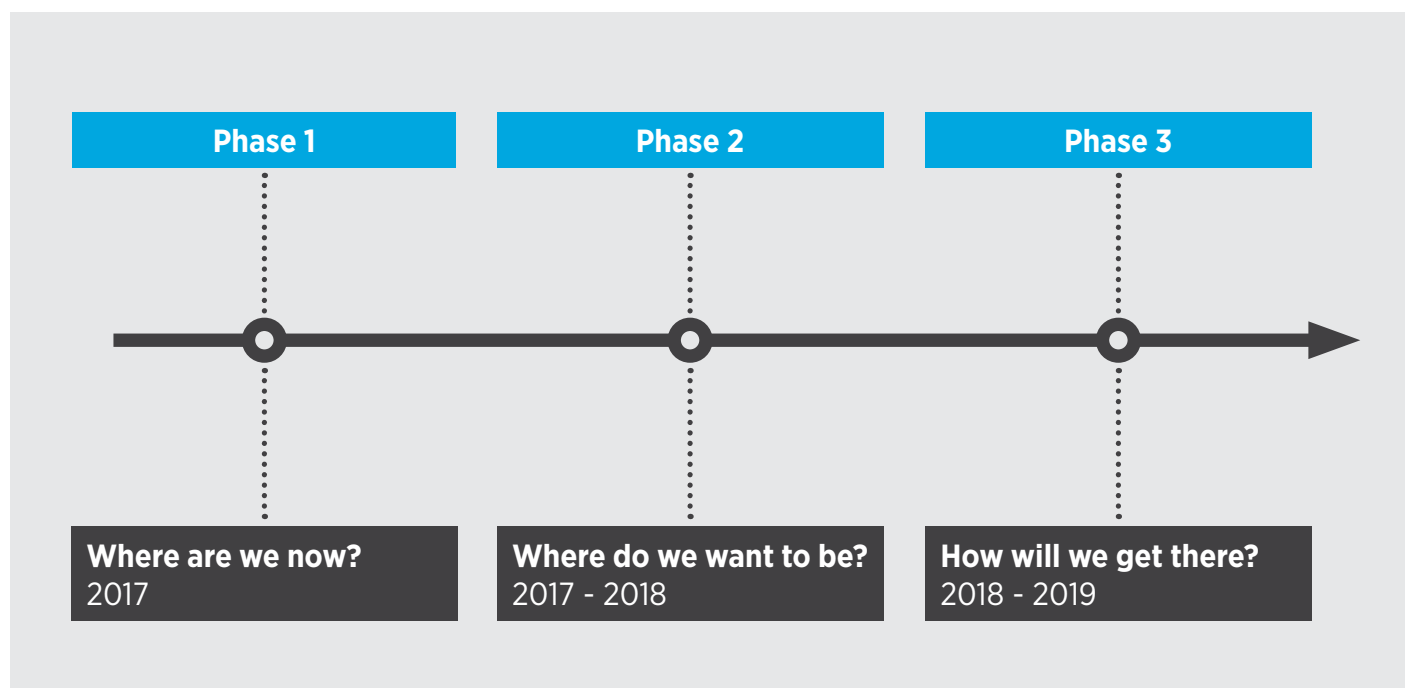 Phase 1
Phase 2
Phase 3
Where are we now?
2017
Where do we want to be?
2017 - 2018
How will we get there?
2018 - 2019